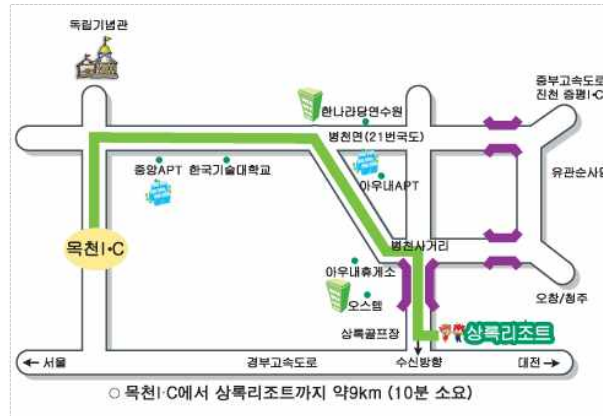 독립기념관
중부고속도로
진천 증평I·C
한나라당연수원
병천면(21번국도)
중앙APT
한국기술대학교
아우내APT
유관순사우
목천I·C
병천사거리
아우내휴게소
오스템
오창/청주
상록골프장
상록리조트
← 서울
경부고속도로
수신방향
대전 →
○ 목천I·C에서 상록리조트까지 약9km (10분 소요)